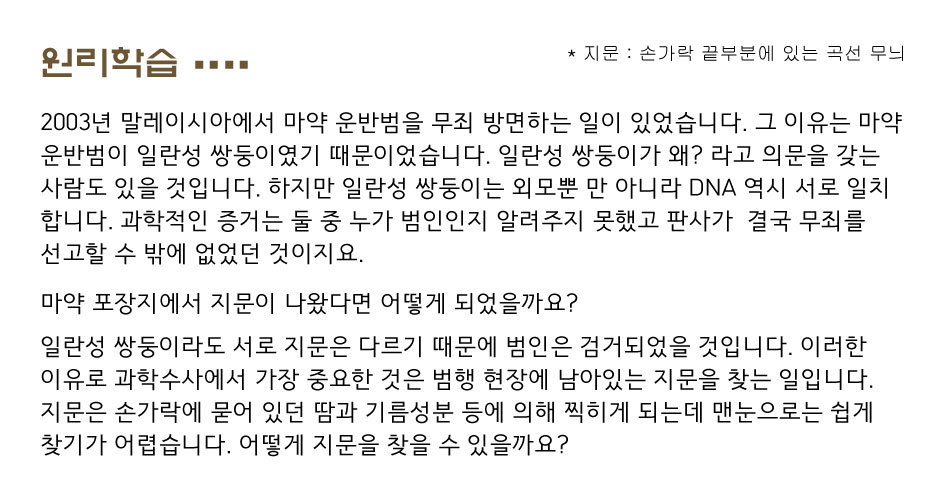 원리학습 ....
* 지문 : 손가락 끝부분에 있는 곡선 무늬
2003년 말레이시아에서 마약 운반범을 무죄 방면하는 일이 있었습니다. 그 이유는 마약
운반범이 일란성 쌍둥이였기 때문이었습니다. 일란성 쌍둥이가 왜? 라고 의문을 갖는
사람도 있을 것입니다. 하지만 일란성 쌍둥이는 외모뿐 만 아니라 DNA 역시 서로 일치
합니다. 과학적인 증거는 둘 중 누가 범인인지 알려주지 못했고 판사가  결국 무죄를
선고할 수 밖에 없었던 것이지요.
마약 포장지에서 지문이 나왔다면 어떻게 되었을까요?
일란성 쌍둥이라도 서로 지문은 다르기 때문에 범인은 검거되었을 것입니다. 이러한
이유로 과학수사에서 가장 중요한 것은 범행 현장에 남아있는 지문을 찾는 일입니다.
지문은 손가락에 묻어 있던 땀과 기름성분 등에 의해 찍히게 되는데 맨눈으로는 쉽게
찾기가 어렵습니다. 어떻게 지문을 찾을 수 있을까요?